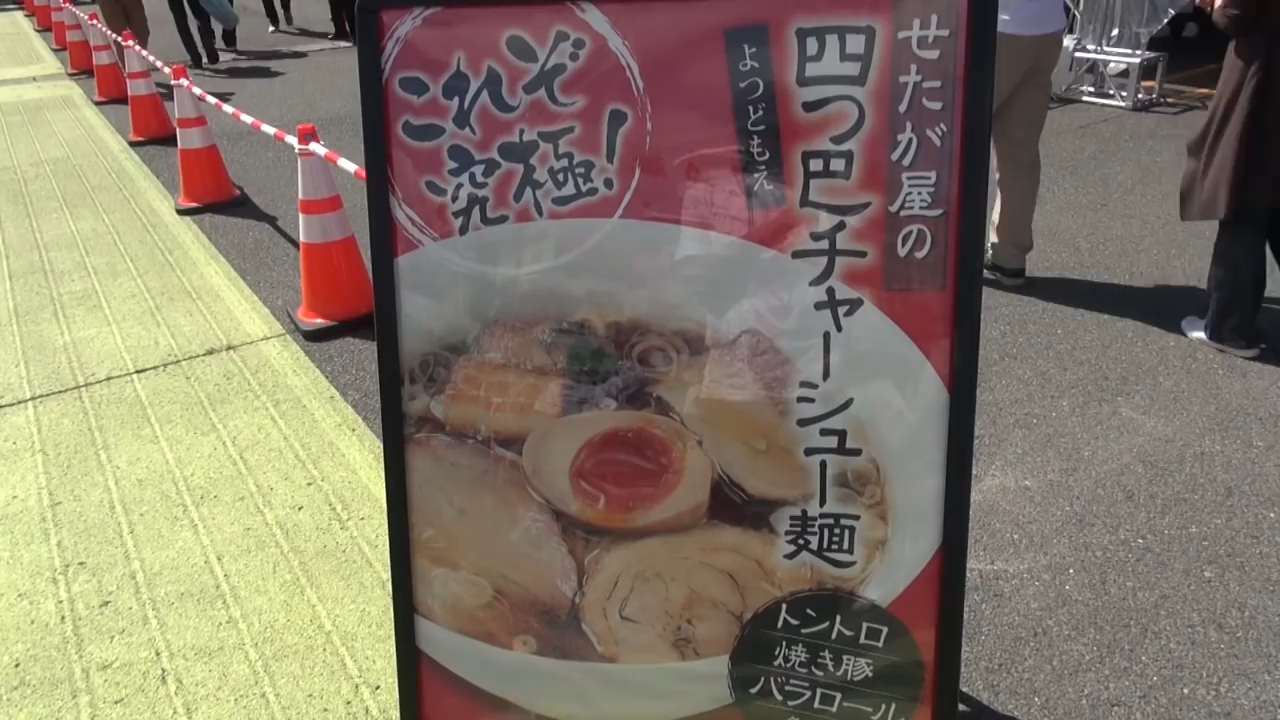 せたが屋の
四つ巴チャーシュー麺
よつどもえ
これぞ
究極!
トントロ
焼き豚
バラロール